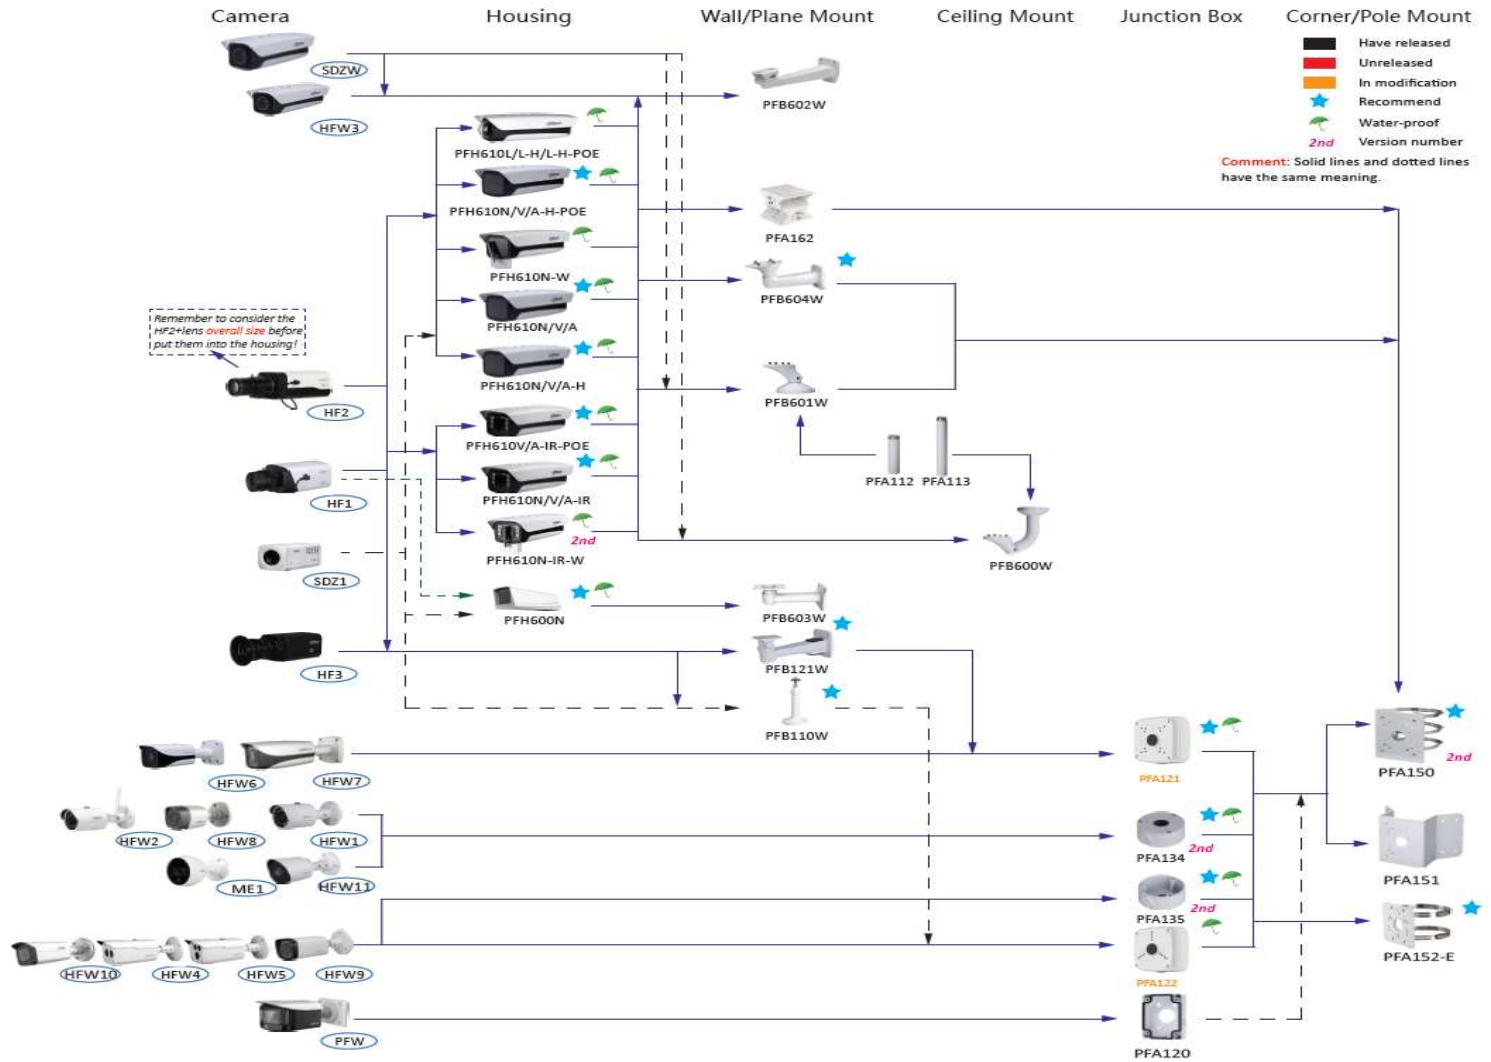 Camera
Housing
Wall/Plane Mount
Ceiling Mount
Junction Box
Corner/Pole Mount
Have released
Unreleased
In modification
Recommend
Water-proof
2nd Version number
Comment: Solid lines and dotted lines
have the same meaning.
SDZW
HFW3
PFB602W
PFH610L/L-H/L-H-POE
PFH610N/V/A-H-POE
PFA162
PFH610N-W
PFB604W
PFH610N/V/A
Remember to consider the
HF2+lens overall size before
put them into the housing!
PFH610N/V/A-H
HF2
PFB601W
PFH610V/A-IR-POE
PFA112
PFA113
HF1
PFH610N/V/A-IR
2nd
PFH610N-IR-W
PFB600W
SDZ1
PFH600N
PFB603W
HF3
PFB121W
PFB110W
HFW6
HFW7
PFA121
2nd
PFA150
HFW2
HFW8
HFW1
PFA134
2nd
ME1
HFW11
PFA151
PFA135
2nd
HFW10
HFW4
HFW5
HFW9
PFA122
PFA152-E
PFW
PFA120